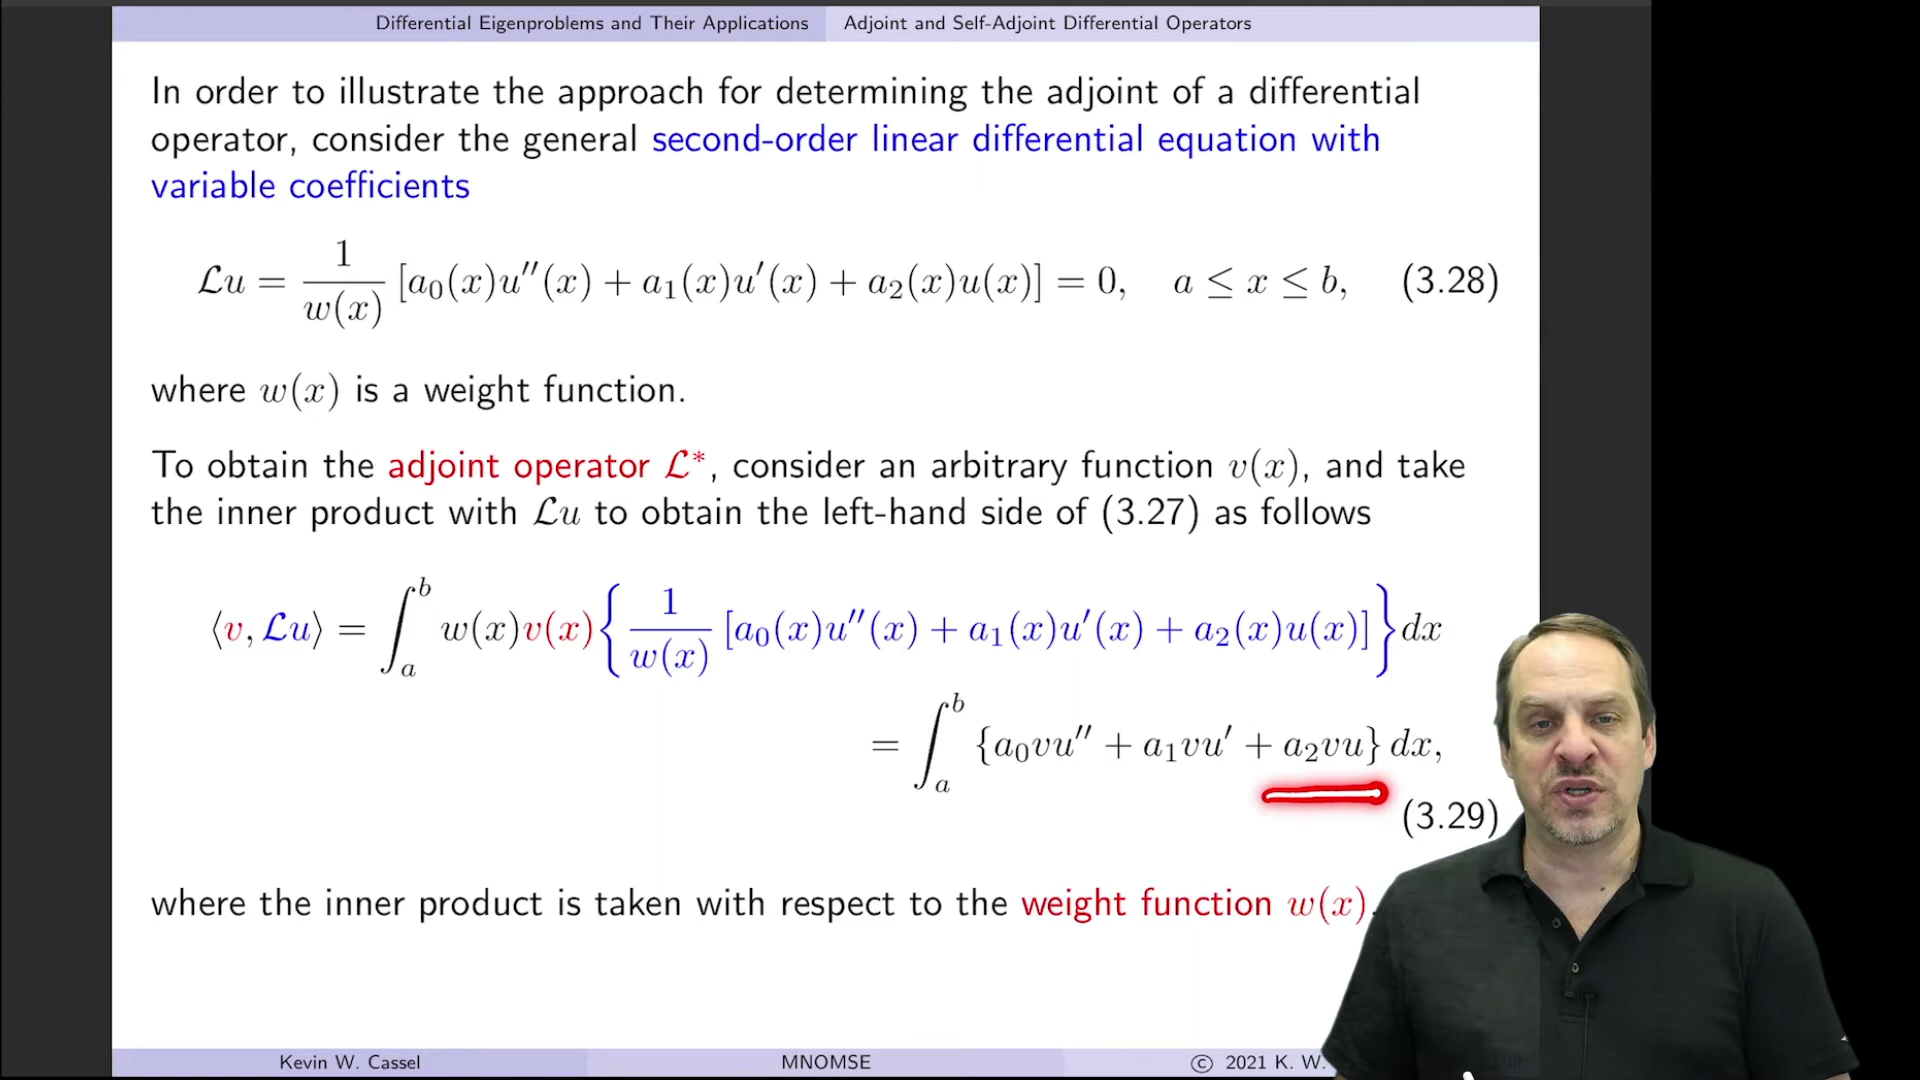 Differential Eigenproblems and Their Applications Adjoint and Self-Adjoint Differential Operators
In order to illustrate the approach for determining the adjoint of a differential
operator, consider the general second-order linear differential equation with
variable coefficients
ℒu = 1/w(x) [a₀(x)u″(x) + a₁(x)u′(x) + a₂(x)u(x)] = 0, a ≤ x ≤ b, (3.28)
where w(x) is a weight function.
To obtain the adjoint operator ℒ*, consider an arbitrary function v(x), and take
the inner product with ℒu to obtain the left-hand side of (3.27) as follows
⟨v, ℒu⟩ = ∫ₐᵇ w(x)v(x){ 1/w(x) [a₀(x)u″(x) + a₁(x)u′(x) + a₂(x)u(x)] }dx
= ∫ₐᵇ {a₀vu″ + a₁vu′ + a₂vu} dx,
(3.29)
where the inner product is taken with respect to the weight function w(x).
Kevin W. Cassel MNOMSE © 2021 K. W.